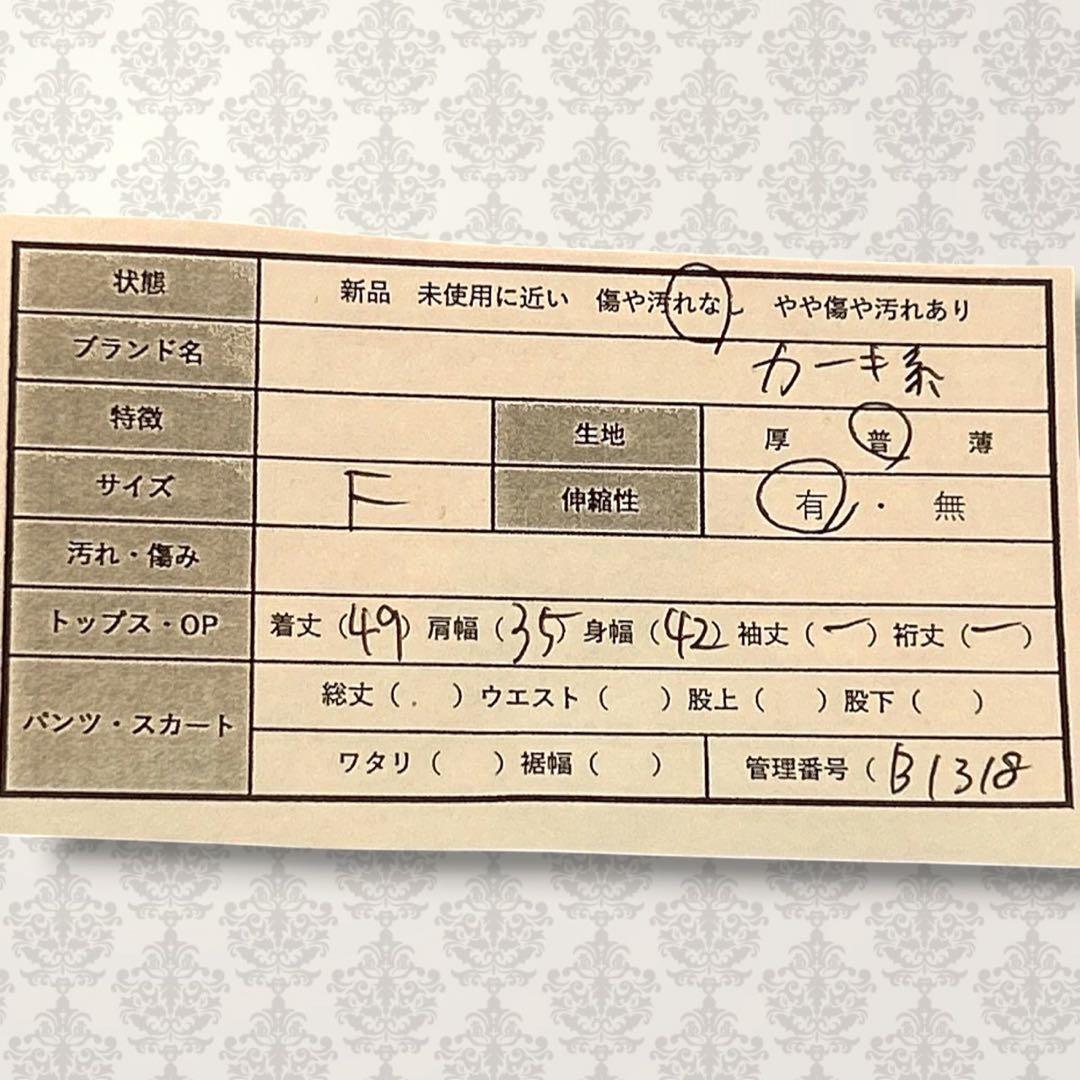 状態 新品 未使用に近い 傷や汚れなし やや傷や汚れあり
ブランド名 カーキ系
特徴 生地 厚 普 薄
サイズ F 伸縮性 有・無
汚れ・傷み
トップス・OP 着丈(49) 肩幅(35) 身幅(42) 袖丈(ー) 裄丈(ー)
パンツ・スカート 総丈(. )ウエスト( )股上( )股下( )
ワタリ( )裾幅( ) 管理番号(B1318